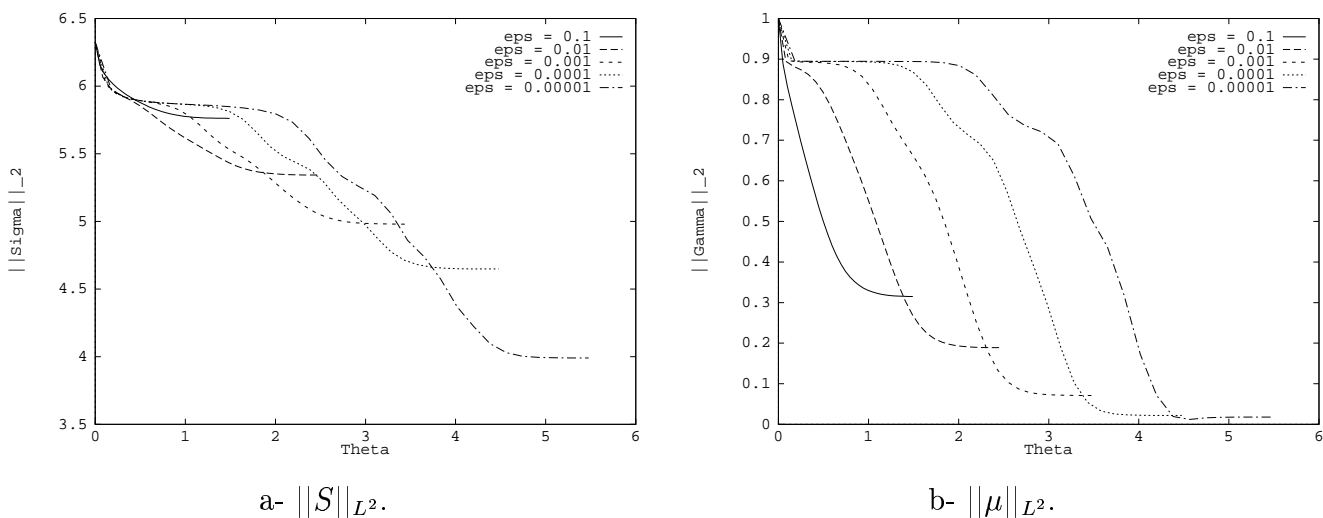 6.5
6
5.5
5
4.5
4
3.5
0 1 2 3 4 5 6
Theta
||Sigma||_2
eps = 0.1
eps = 0.01
eps = 0.001
eps = 0.0001
eps = 0.00001
a- ||S||_{L^2}.
1
0.9
0.8
0.7
0.6
0.5
0.4
0.3
0.2
0.1
0
0 1 2 3 4 5 6
Theta
||Gamma||_2
eps = 0.1
eps = 0.01
eps = 0.001
eps = 0.0001
eps = 0.00001
b- ||μ||_{L^2}.